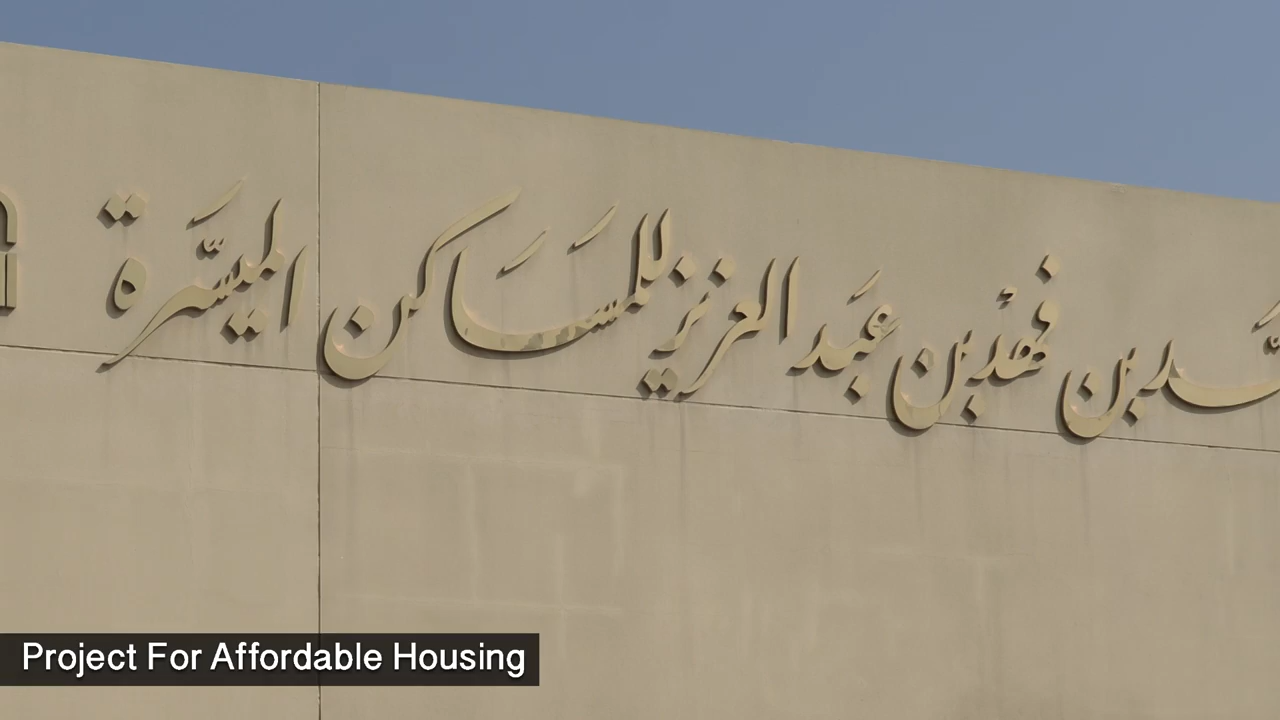 بن فهد بن عبد العزيز للمساكن الميسرة
Project For Affordable Housing